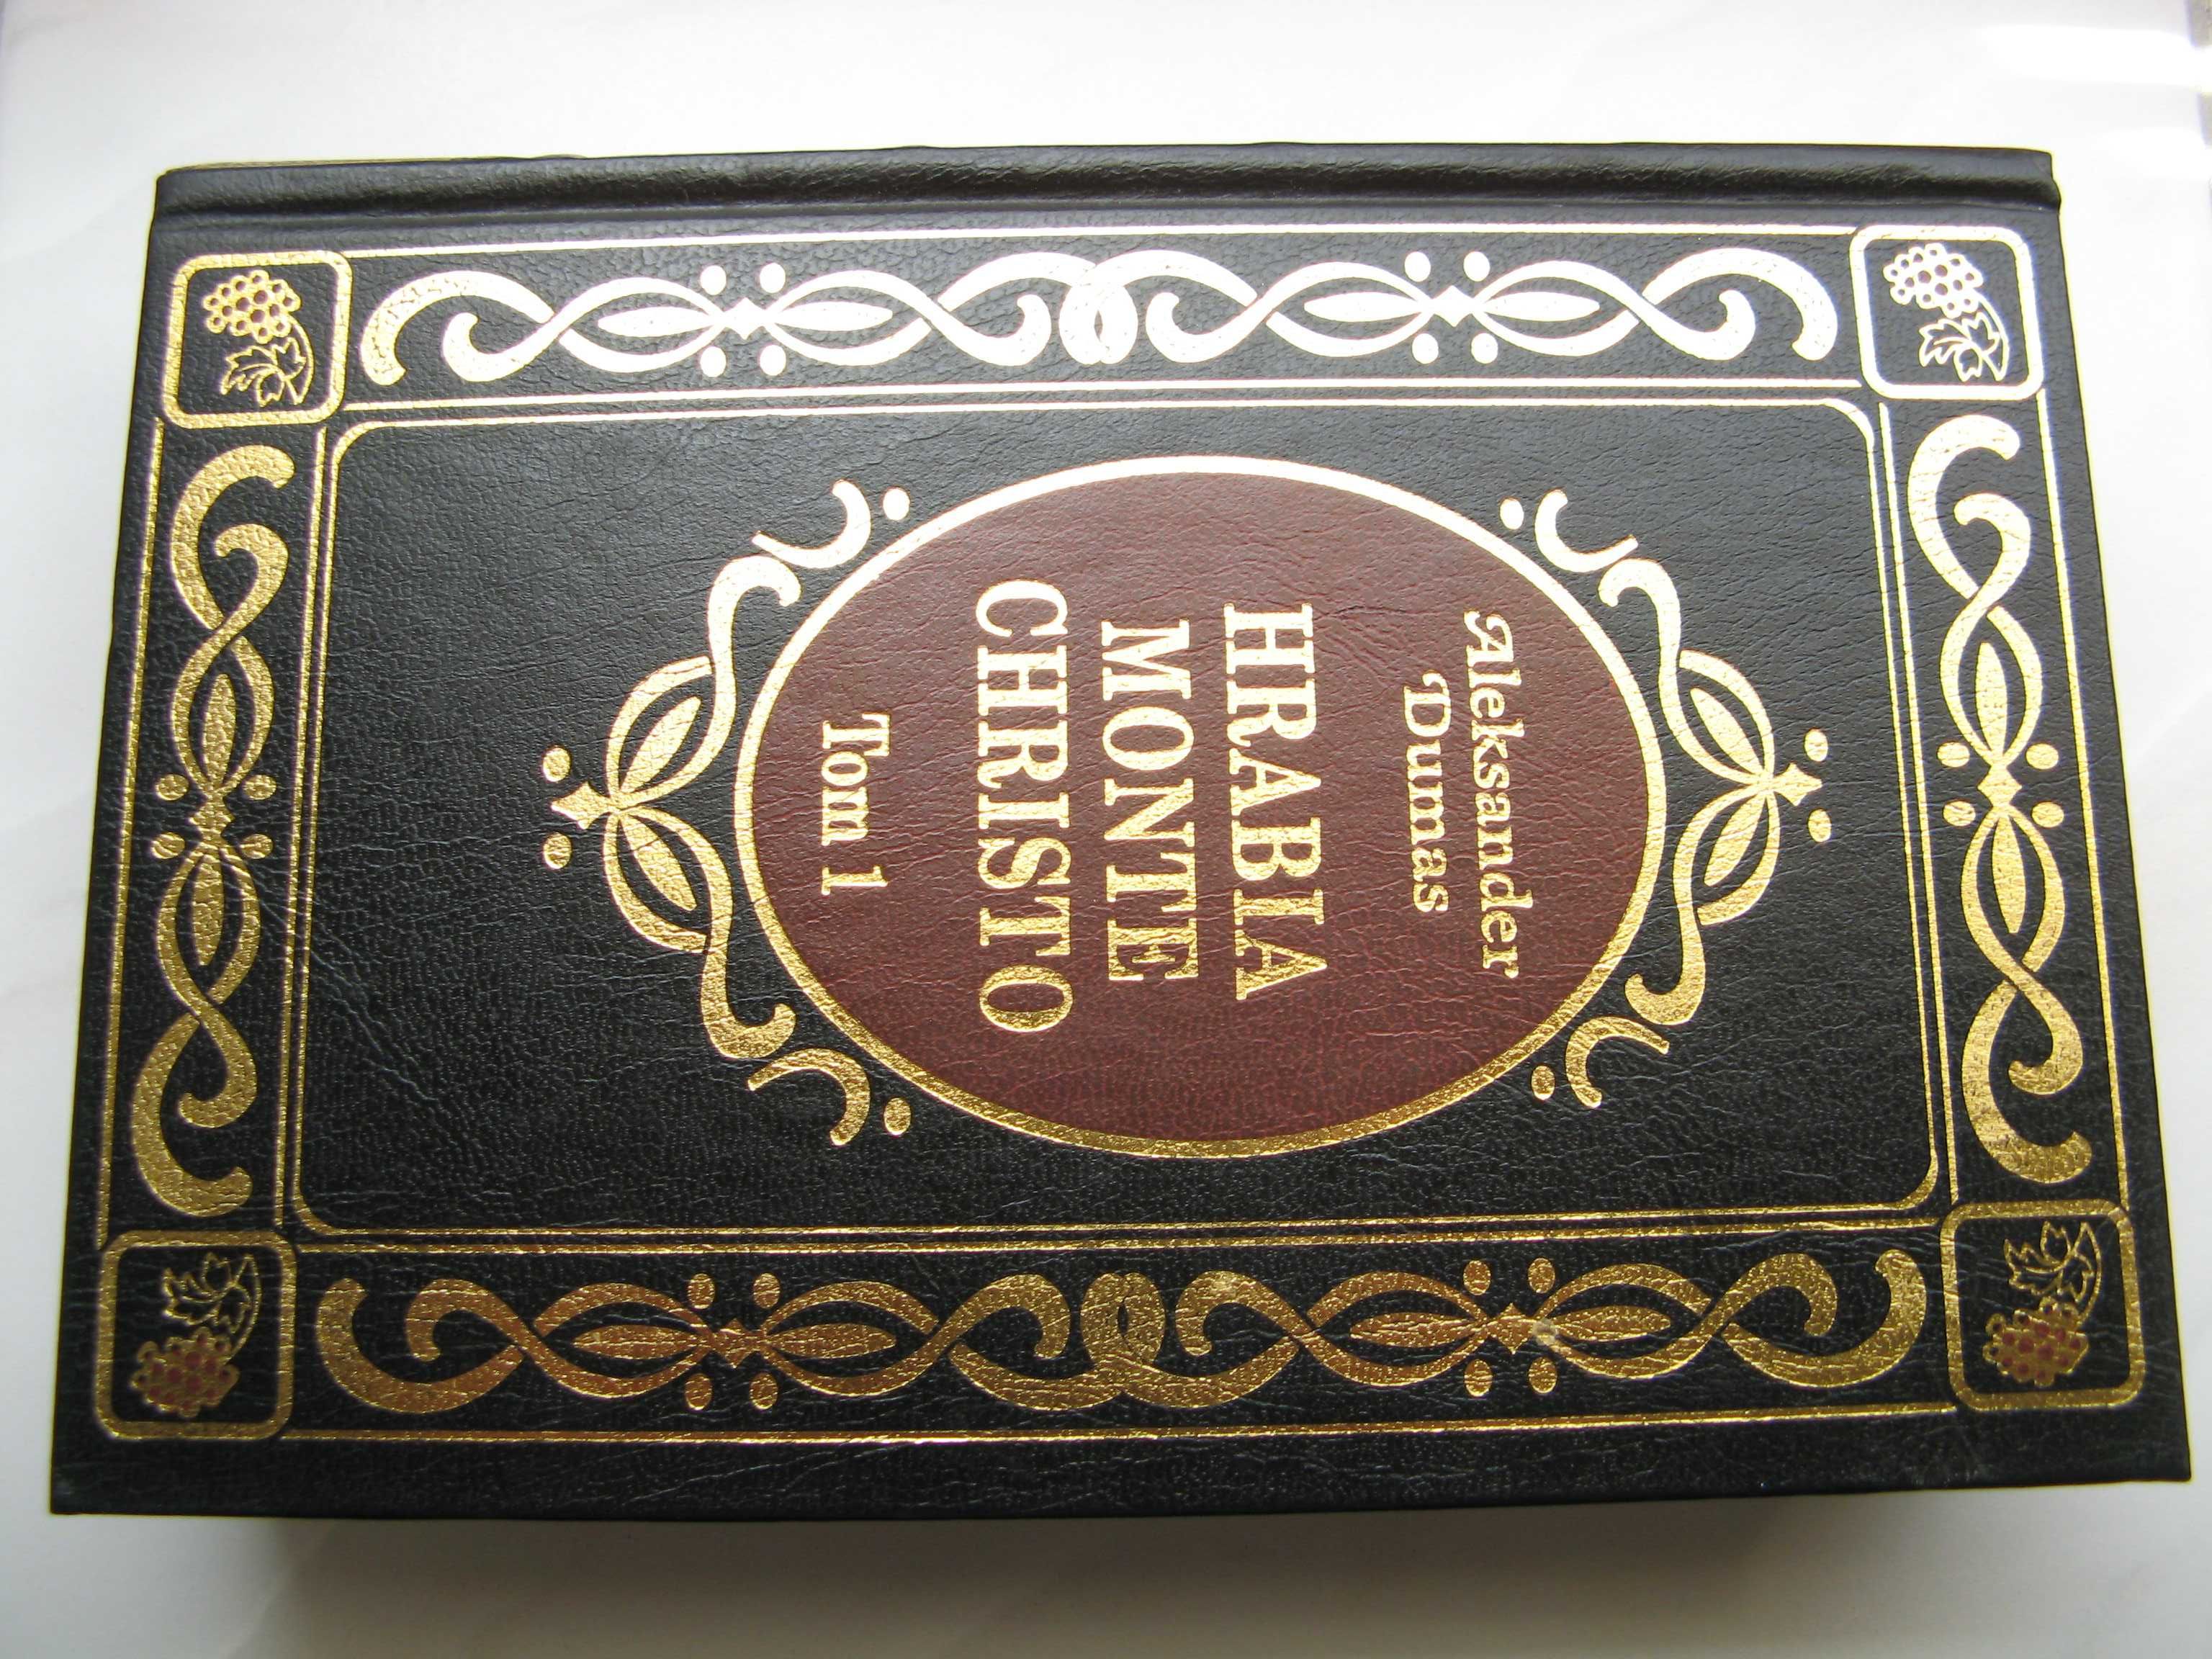 Aleksander
Dumas
HRABIA
MONTE
CHRISTO
Tom 1